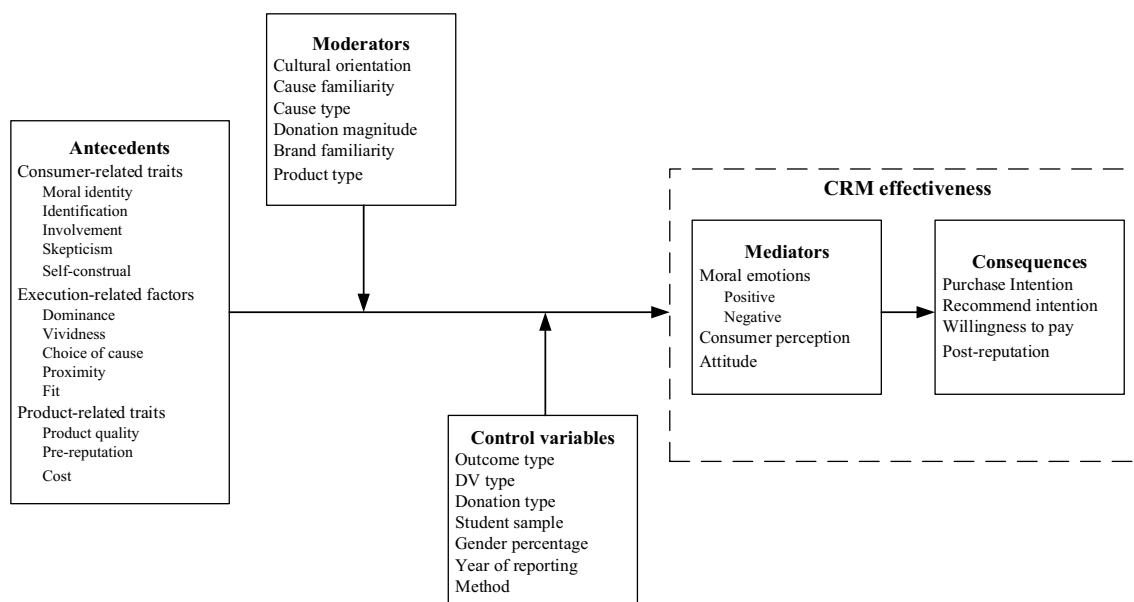 Moderators
Cultural orientation
Cause familiarity
Cause type
Donation magnitude
Brand familiarity
Product type
Antecedents
Consumer-related traits
Moral identity
Identification
Involvement
Skepticism
Self-construal
Execution-related factors
Dominance
Vividness
Choice of cause
Proximity
Fit
Product-related traits
Product quality
Pre-reputation
Cost
Control variables
Outcome type
DV type
Donation type
Student sample
Gender percentage
Year of reporting
Method
CRM effectiveness
Mediators
Moral emotions
Positive
Negative
Consumer perception
Attitude
Consequences
Purchase Intention
Recommend intention
Willingness to pay
Post-reputation